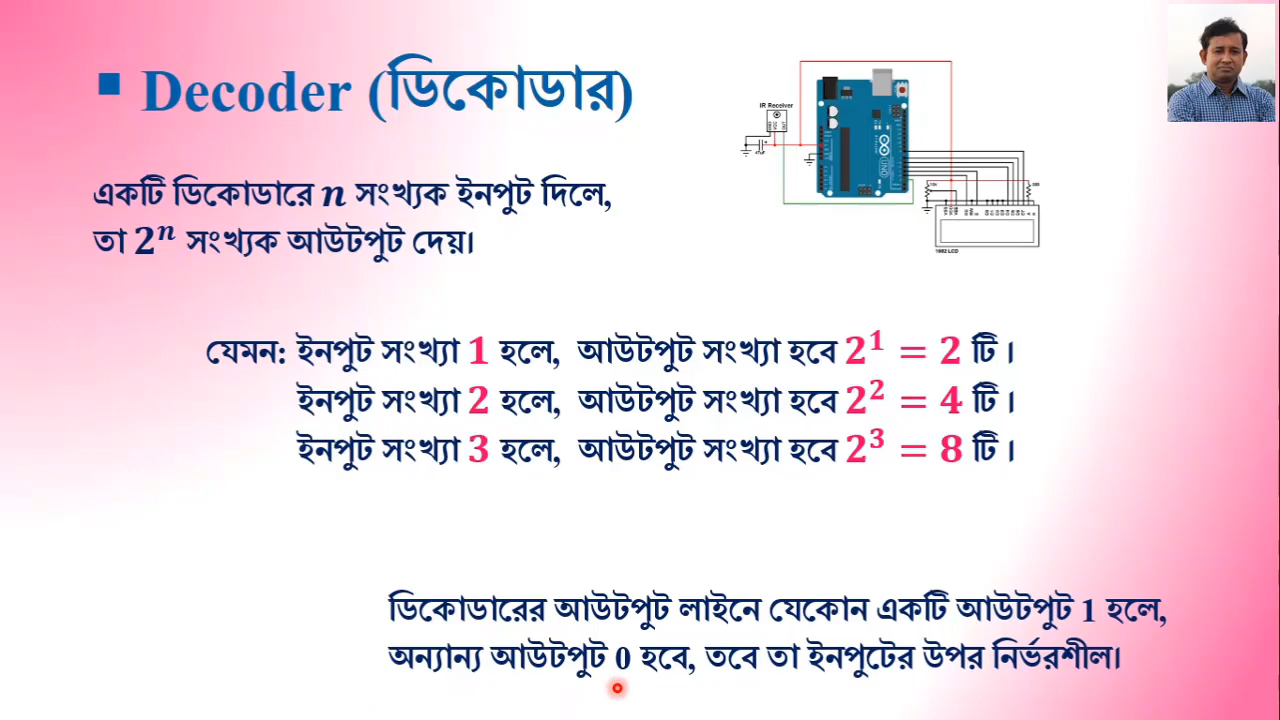 ▪ Decoder (ডিকোডার)
IR Receiver
একটি ডিকোডারে n সংখ্যক ইনপুট দিলে,
তা 2ⁿ সংখ্যক আউটপুট দেয়।
1602 LCD
যেমন: ইনপুট সংখ্যা 1 হলে, আউটপুট সংখ্যা হবে 2¹ = 2 টি।
ইনপুট সংখ্যা 2 হলে, আউটপুট সংখ্যা হবে 2² = 4 টি।
ইনপুট সংখ্যা 3 হলে, আউটপুট সংখ্যা হবে 2³ = 8 টি।
ডিকোডারের আউটপুট লাইনে যেকোন একটি আউটপুট 1 হলে,
অন্যান্য আউটপুট 0 হবে, তবে তা ইনপুটের উপর নির্ভরশীল।